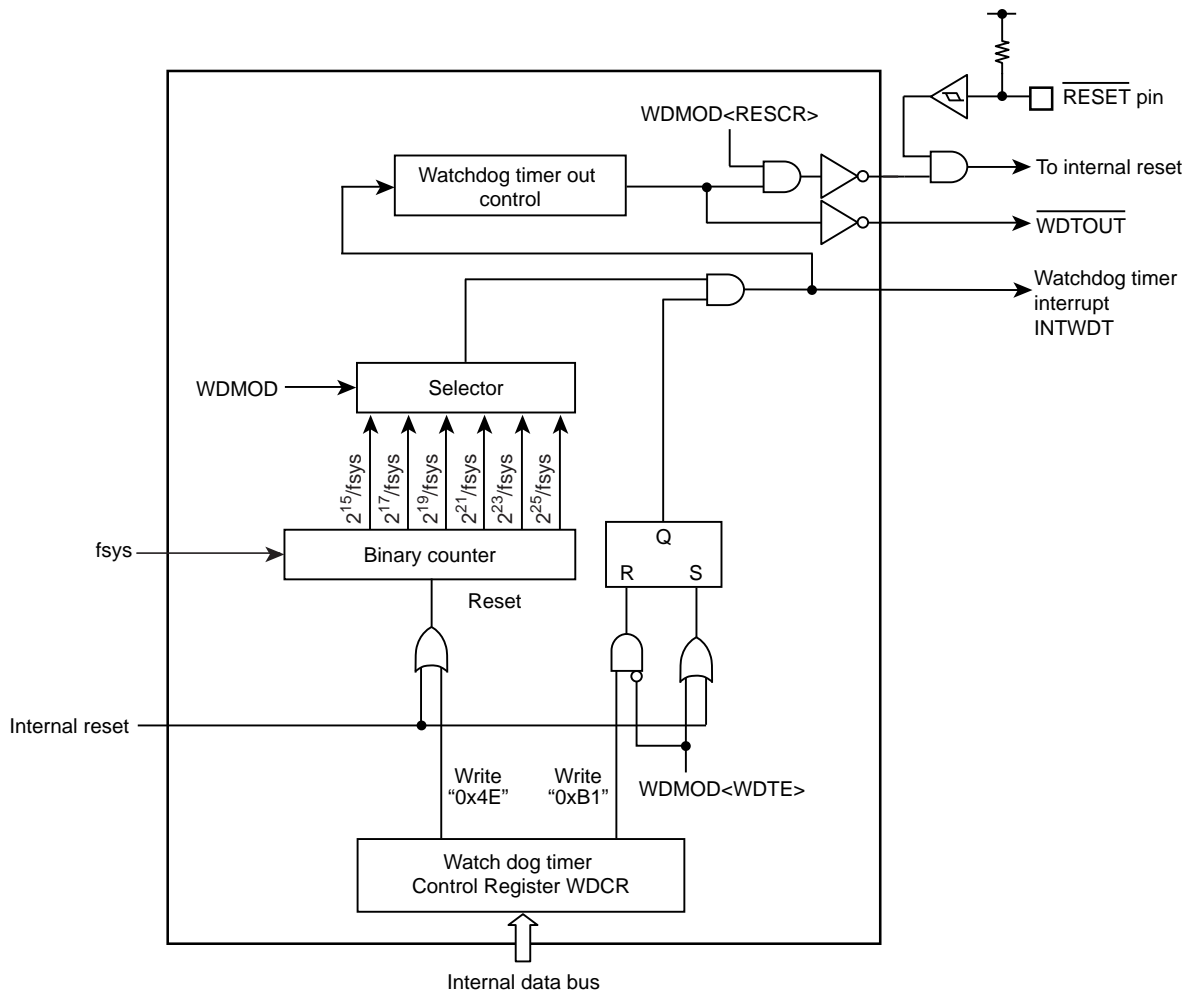 RESET pin
WDMOD<RESCR>
Watchdog timer out
control
To internal reset
WDTOUT
Watchdog timer
interrupt
INTWDT
WDMOD
Selector
2^15/fsys
2^17/fsys
2^19/fsys
2^21/fsys
2^23/fsys
2^25/fsys
fsys
Binary counter
Q
R
S
Reset
Internal reset
Write
“0x4E”
Write
“0xB1”
WDMOD<WDTE>
Watch dog timer
Control Register WDCR
Internal data bus